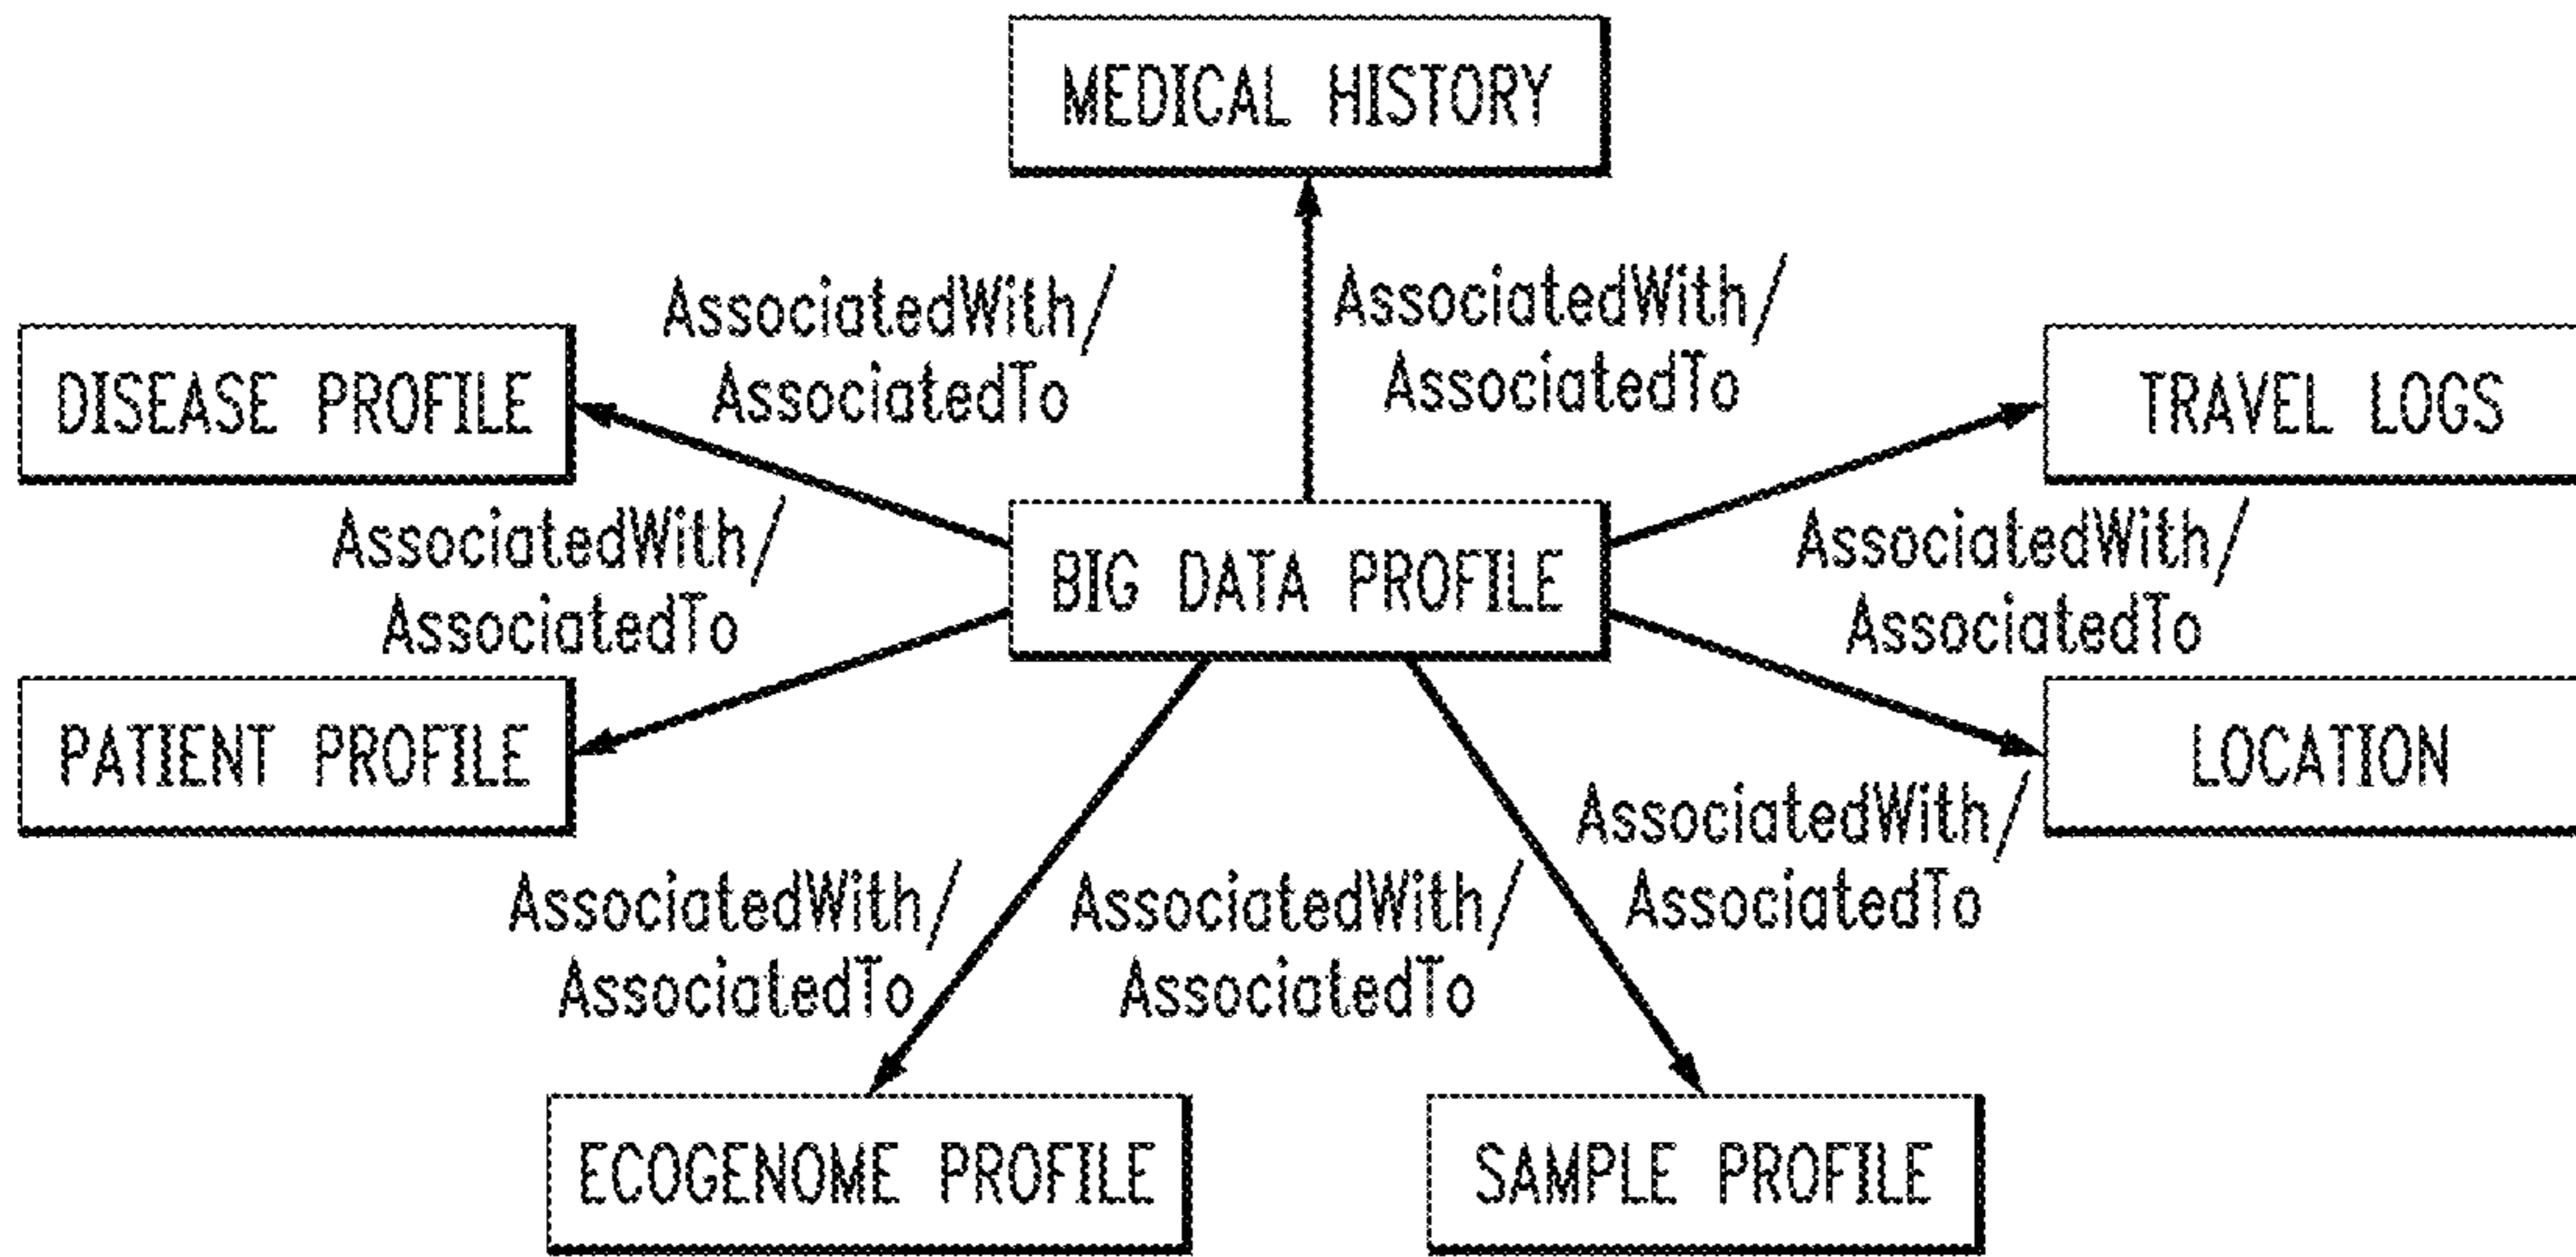 MEDICAL HISTORY
AssociatedWith/
AssociatedTo
AssociatedWith/
AssociatedTo
DISEASE PROFILE
TRAVEL LOGS
AssociatedWith/
AssociatedTo
BIG DATA PROFILE
AssociatedWith/
AssociatedTo
PATIENT PROFILE
LOCATION
AssociatedWith/
AssociatedTo
AssociatedWith/
AssociatedTo
AssociatedWith/
AssociatedTo
ECOGENOME PROFILE
SAMPLE PROFILE